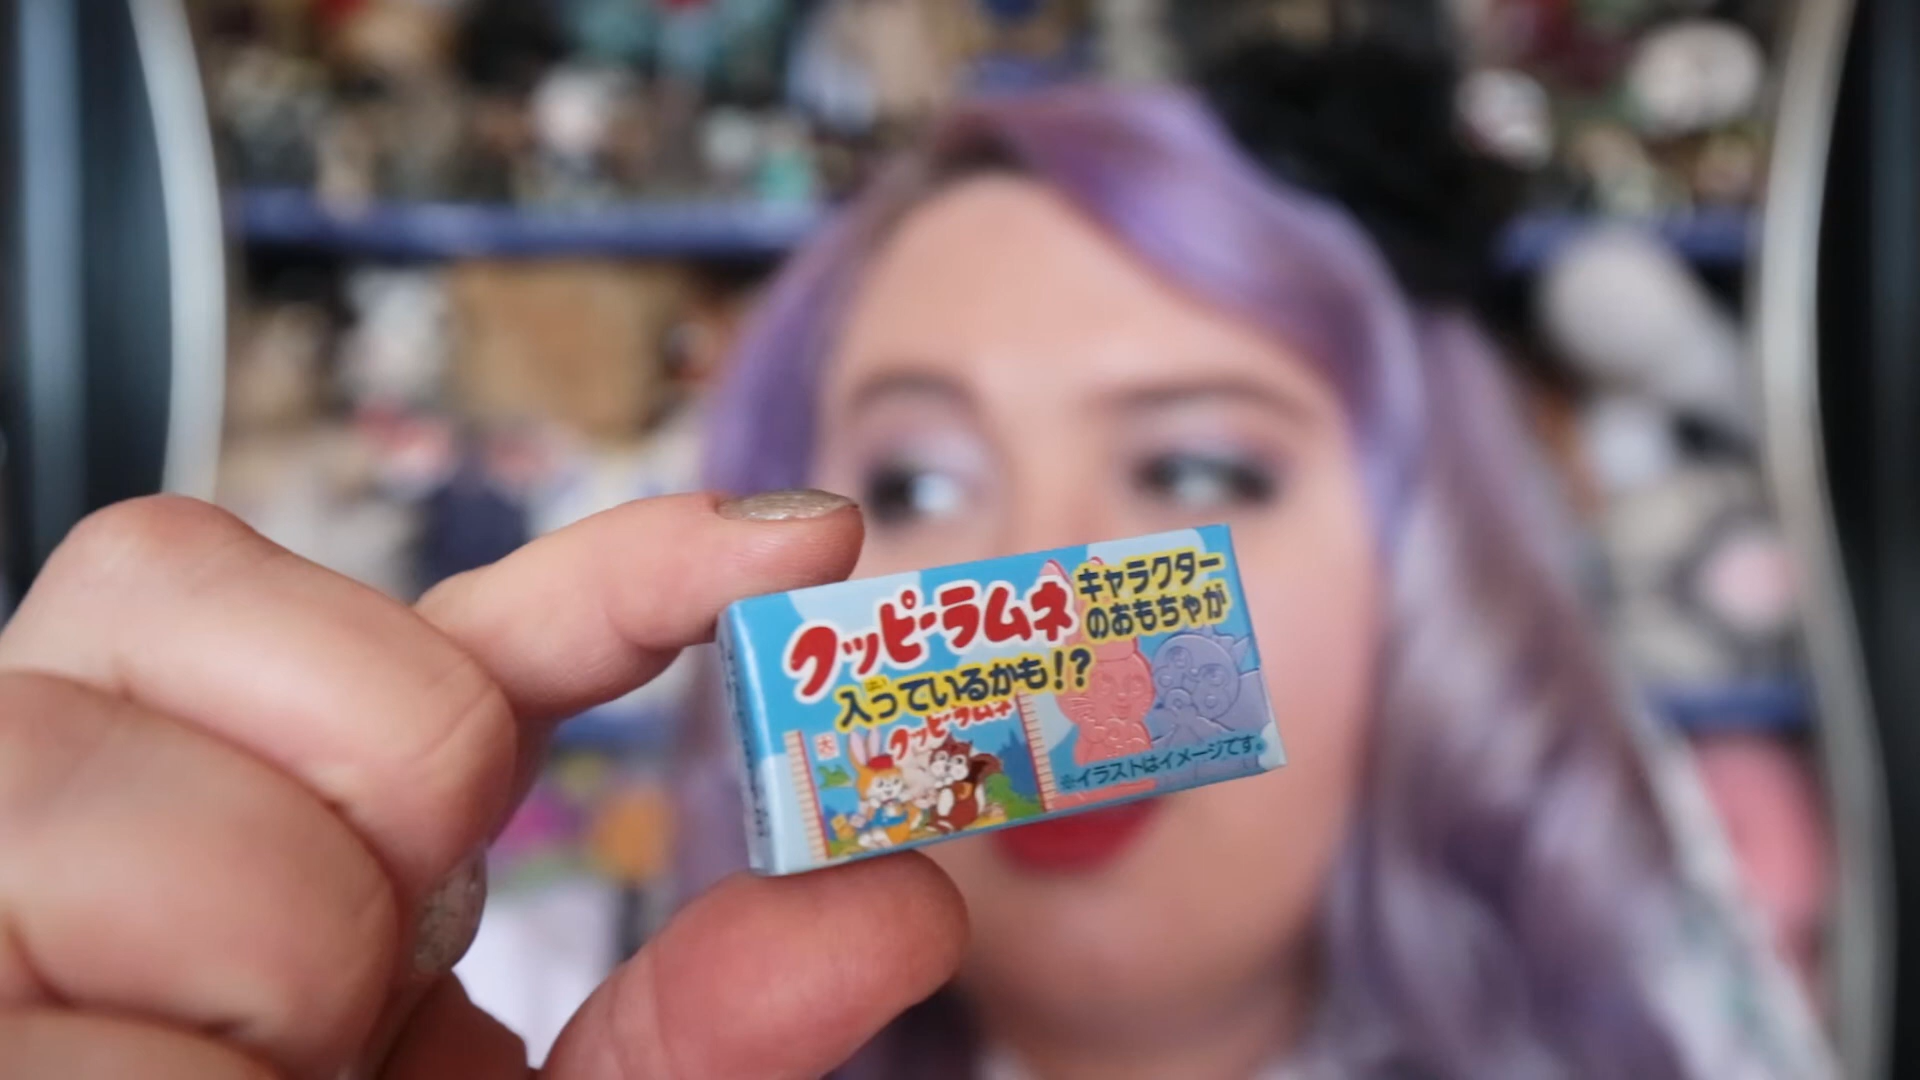 クッピーラムネ
キャラクター
のおもちゃが
入っているかも!?
はい
クッピーラムネ
※イラストはイメージです。